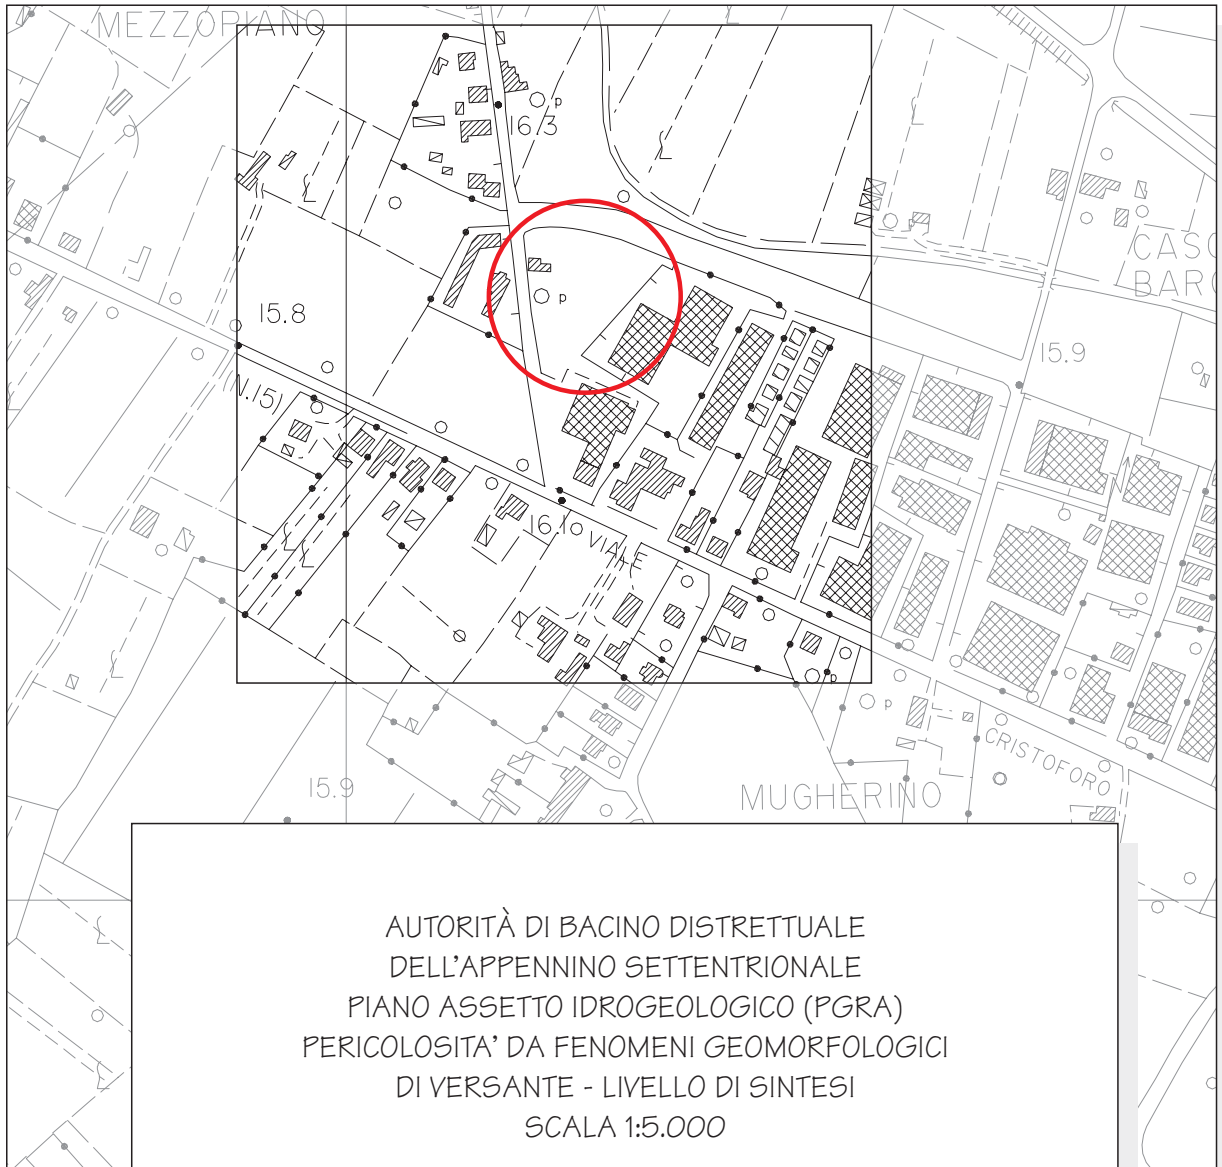 MEZZOPIANO
p
16.3
p
CASC
BARC
p
15.8
15.9
(N.15)
16.1
VIALE
p
p
CRISTOFORO
15.9
MUGHERINO
AUTORITÀ DI BACINO DISTRETTUALE
DELL'APPENNINO SETTENTRIONALE
PIANO ASSETTO IDROGEOLOGICO (PGRA)
PERICOLOSITA' DA FENOMENI GEOMORFOLOGICI
DI VERSANTE - LIVELLO DI SINTESI
SCALA 1:5.000